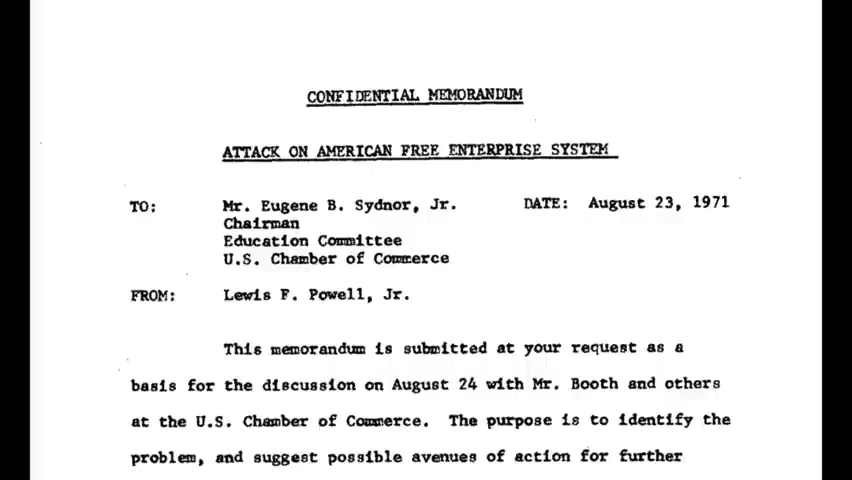 CONFIDENTIAL MEMORANDUM
ATTACK ON AMERICAN FREE ENTERPRISE SYSTEM
TO: Mr. Eugene B. Sydnor, Jr. DATE: August 23, 1971
Chairman
Education Committee
U.S. Chamber of Commerce
FROM: Lewis F. Powell, Jr.
This memorandum is submitted at your request as a
basis for the discussion on August 24 with Mr. Booth and others
at the U.S. Chamber of Commerce. The purpose is to identify the
problem, and suggest possible avenues of action for further